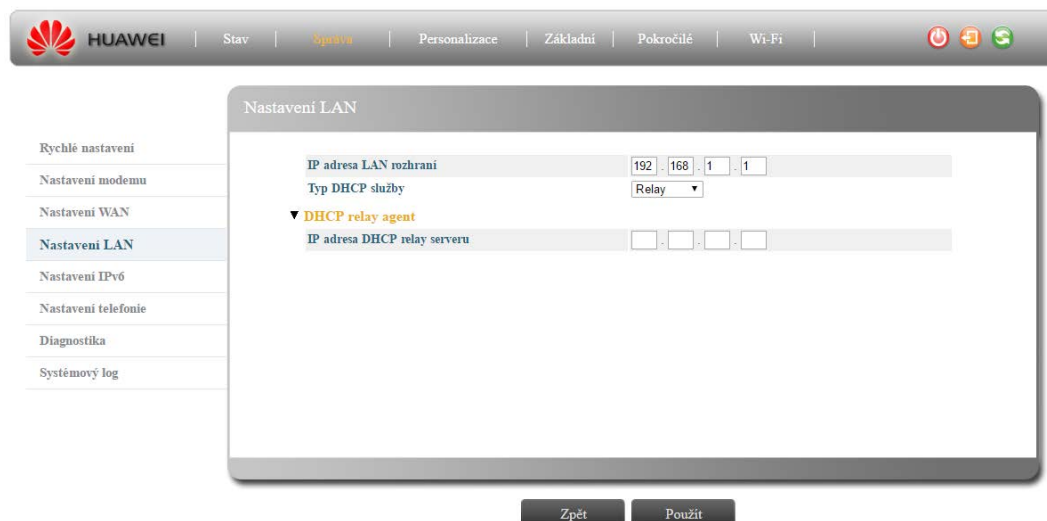 HUAWEI | Stav | Správa | Personalizace | Základní | Pokročilé | Wi-Fi |
Nastavení LAN
Rychlé nastavení
Nastavení modemu
Nastavení WAN
Nastavení LAN
Nastavení IPv6
Nastavení telefonie
Diagnostika
Systémový log
IP adresa LAN rozhraní 192 . 168 . 1 . 1
Typ DHCP služby Relay
DHCP relay agent
IP adresa DHCP relay serveru . . .
Zpět Použít